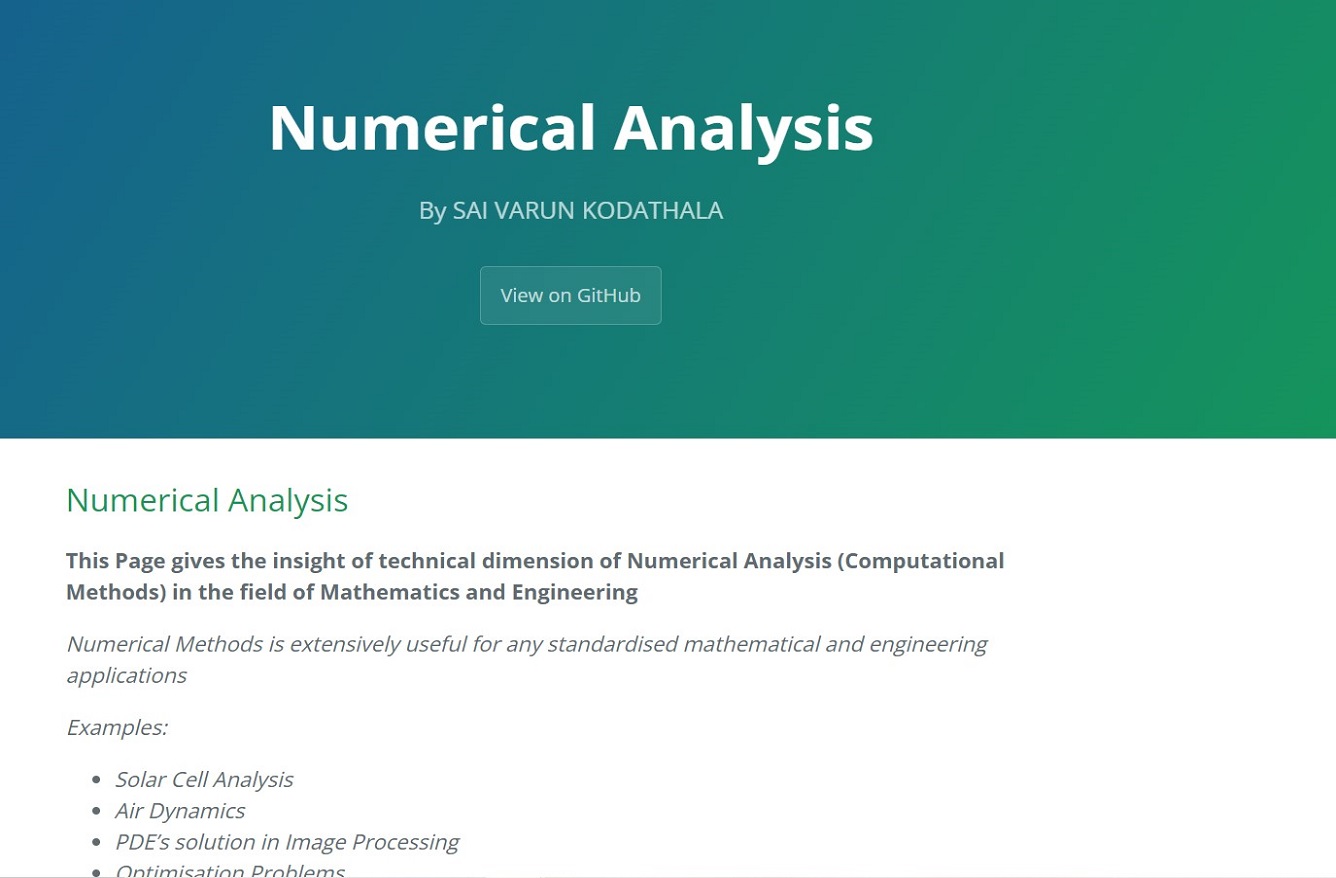 Numerical Analysis
By SAI VARUN KODATHALA
View on GitHub
Numerical Analysis
This Page gives the insight of technical dimension of Numerical Analysis (Computational
Methods) in the field of Mathematics and Engineering
Numerical Methods is extensively useful for any standardised mathematical and engineering
applications
Examples:
• Solar Cell Analysis
• Air Dynamics
• PDE’s solution in Image Processing
• Optimisation Problems